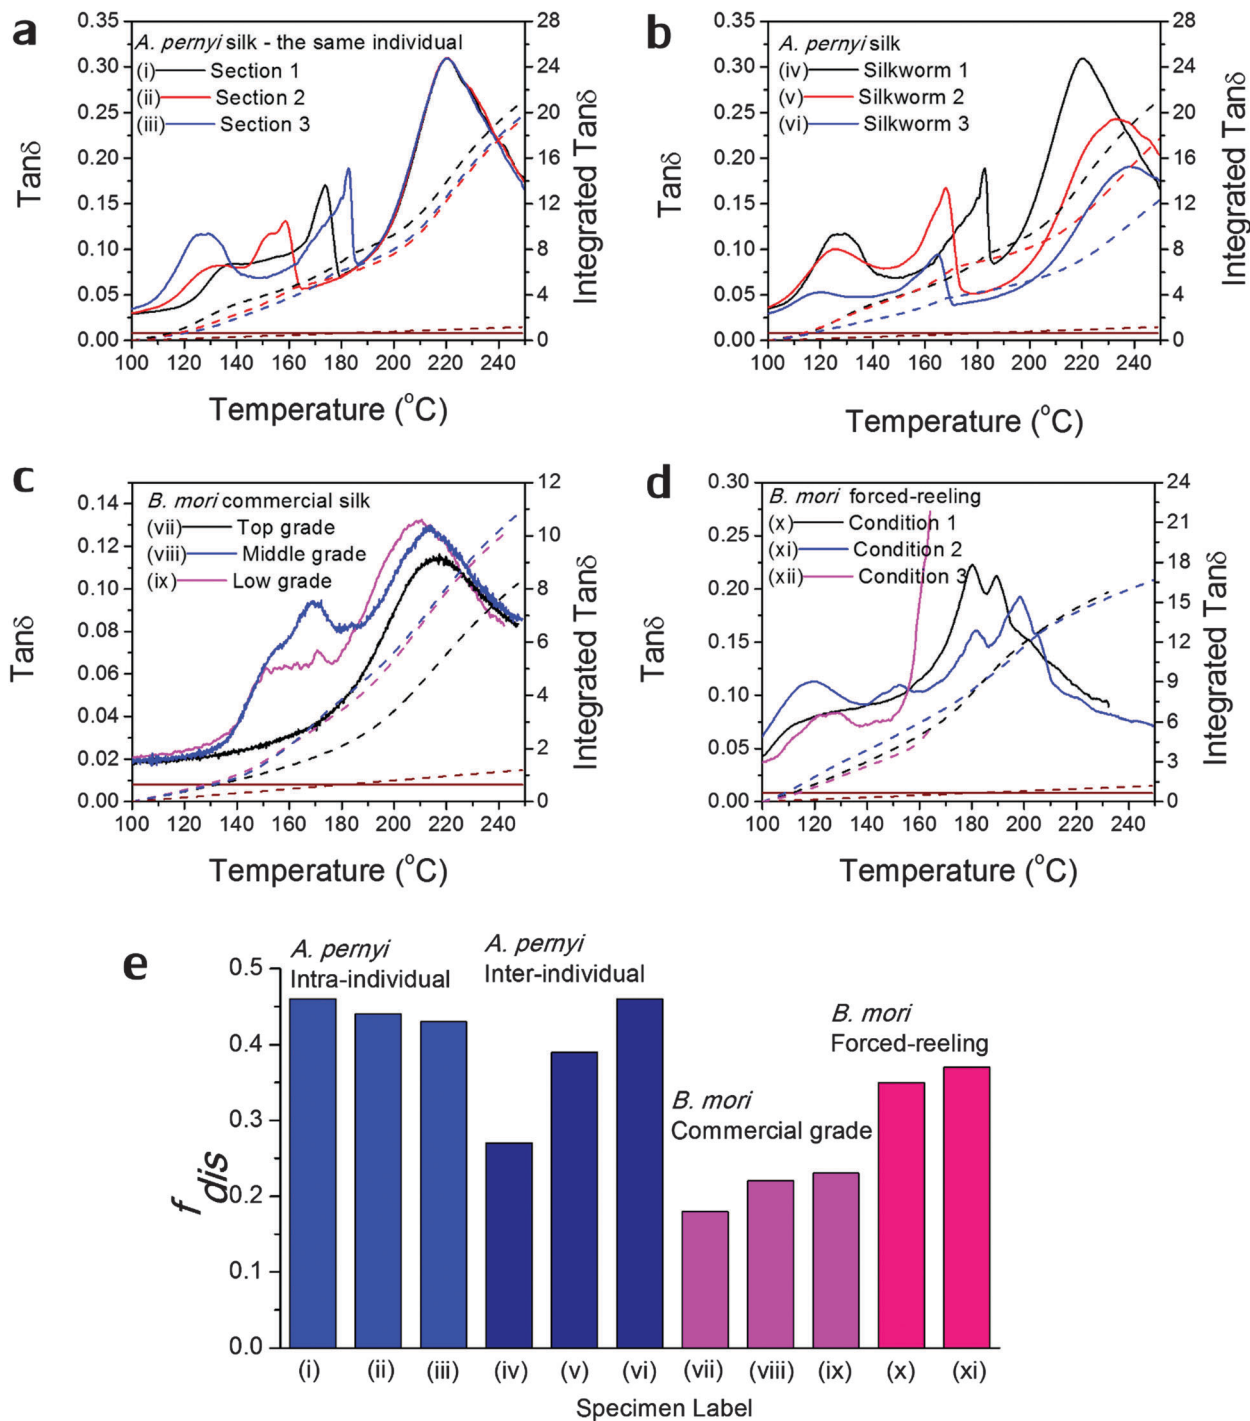 a
A. pernyi silk - the same individual
(i) Section 1
(ii) Section 2
(iii) Section 3
0.35
0.30
0.25
0.20
0.15
0.10
0.05
0.00
Tanδ
28
24
20
16
12
8
4
0
Integrated Tanδ
100 120 140 160 180 200 220 240
Temperature (°C)
b
A. pernyi silk
(iv) Silkworm 1
(v) Silkworm 2
(vi) Silkworm 3
0.35
0.30
0.25
0.20
0.15
0.10
0.05
0.00
Tanδ
28
24
20
16
12
8
4
0
Integrated Tanδ
100 120 140 160 180 200 220 240
Temperature (°C)
c
B. mori commercial silk
(vii) Top grade
(viii) Middle grade
(ix) Low grade
0.14
0.12
0.10
0.08
0.06
0.04
0.02
0.00
Tanδ
12
10
8
6
4
2
0
Integrated Tanδ
100 120 140 160 180 200 220 240
Temperature (°C)
d
B. mori forced-reeling
(x) Condition 1
(xi) Condition 2
(xii) Condition 3
0.30
0.25
0.20
0.15
0.10
0.05
0.00
Tanδ
24
21
18
15
12
9
6
3
0
Integrated Tanδ
100 120 140 160 180 200 220 240
Temperature (°C)
e
A. pernyi
Intra-individual
A. pernyi
Inter-individual
B. mori
Commercial grade
B. mori
Forced-reeling
0.5
0.4
0.3
0.2
0.1
0.0
f dis
(i) (ii) (iii) (iv) (v) (vi) (vii) (viii) (ix) (x) (xi)
Specimen Label